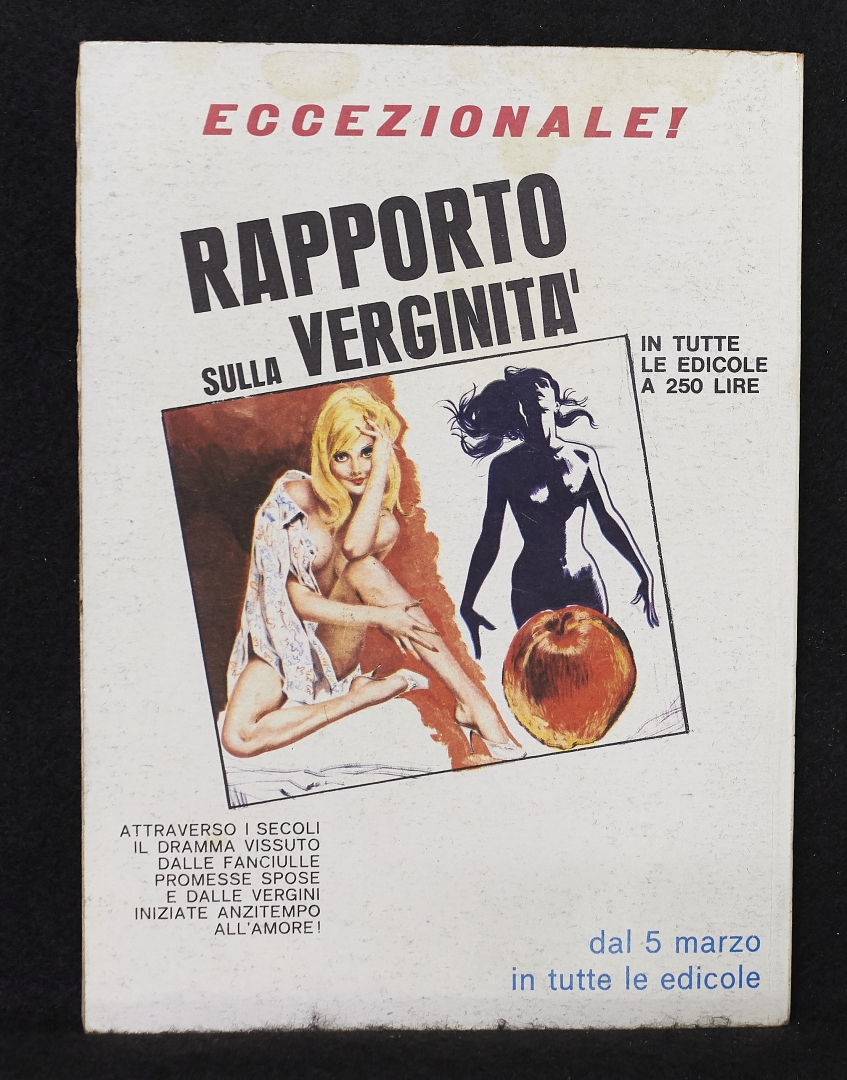 ECCEZIONALE!
RAPPORTO
SULLA VERGINITA'
IN TUTTE
LE EDICOLE
A 250 LIRE
ATTRAVERSO I SECOLI
IL DRAMMA VISSUTO
DALLE FANCIULLE
PROMESSE SPOSE
E DALLE VERGINI
INIZIATE ANZITEMPO
ALL'AMORE!
dal 5 marzo
in tutte le edicole